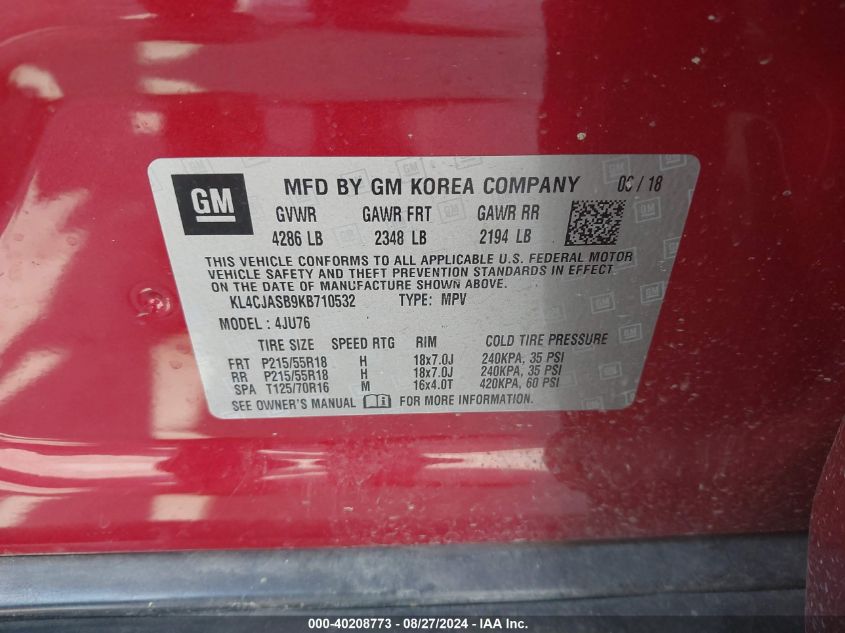 GM MFD BY GM KOREA COMPANY 09/18
GVWR GAWR FRT GAWR RR
4286 LB 2348 LB 2194 LB
THIS VEHICLE CONFORMS TO ALL APPLICABLE U.S. FEDERAL MOTOR
VEHICLE SAFETY AND THEFT PREVENTION STANDARDS IN EFFECT
ON THE DATE OF MANUFACTURE SHOWN ABOVE.
KL4CJASB9KB710532 TYPE: MPV
MODEL : 4JU76
TIRE SIZE SPEED RTG RIM COLD TIRE PRESSURE
FRT P215/55R18 H 18x7.0J 240KPA, 35 PSI
RR P215/55R18 H 18x7.0J 240KPA, 35 PSI
SPA T125/70R16 M 16x4.0T 420KPA, 60 PSI
SEE OWNER'S MANUAL FOR MORE INFORMATION
000-40208773 - 08/27/2024 - IAA Inc.